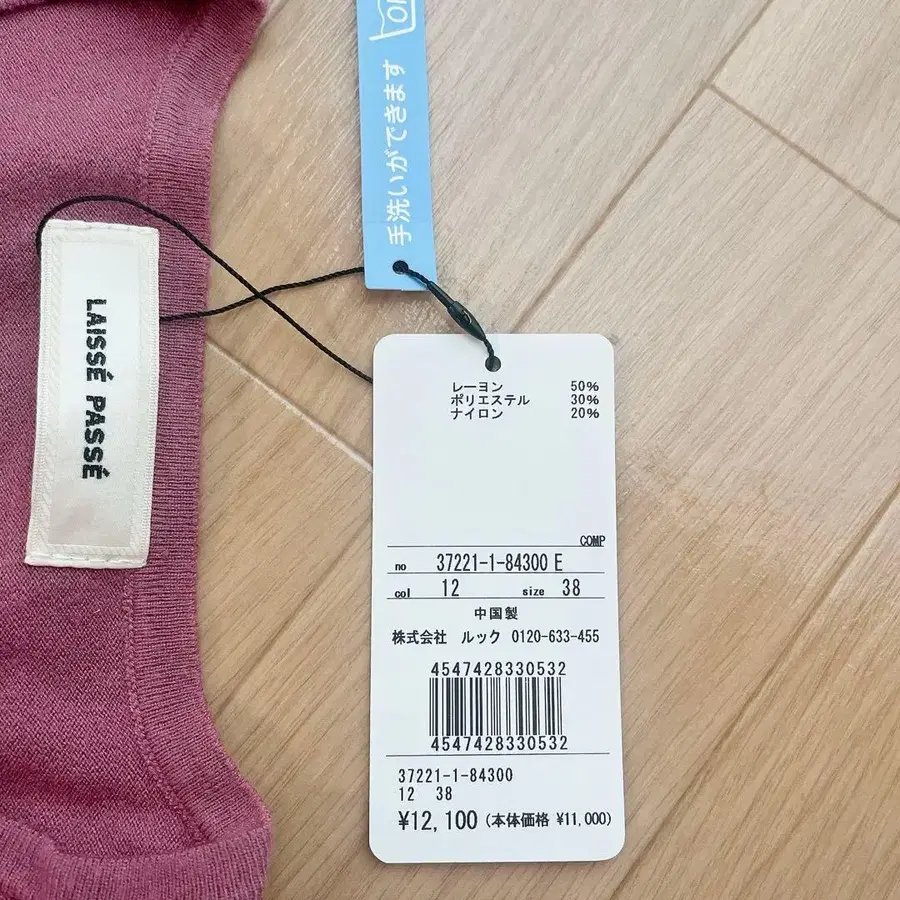 手洗いができます
LAISSÉ PASSÉ
レーヨン 50%
ポリエステル 30%
ナイロン 20%
COMP
no 37221-1-84300 E
col 12 size 38
中国製
株式会社 ルック 0120-633-455
4547428330532
4547428330532
37221-1-84300
12 38
¥12,100 (本体価格 ¥11,000)